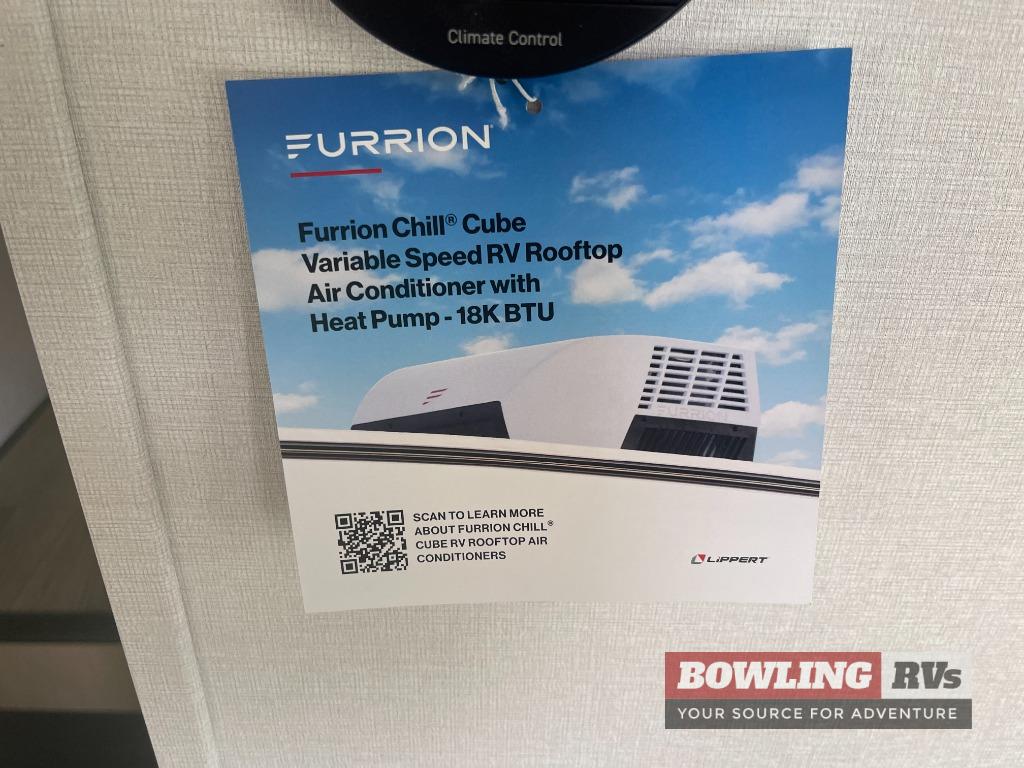 Climate Control
FURRION
Furrion Chill® Cube
Variable Speed RV Rooftop
Air Conditioner with
Heat Pump - 18K BTU
FURRION
SCAN TO LEARN MORE
ABOUT FURRION CHILL®
CUBE RV ROOFTOP AIR
CONDITIONERS
LIPPERT
BOWLING RVs
YOUR SOURCE FOR ADVENTURE